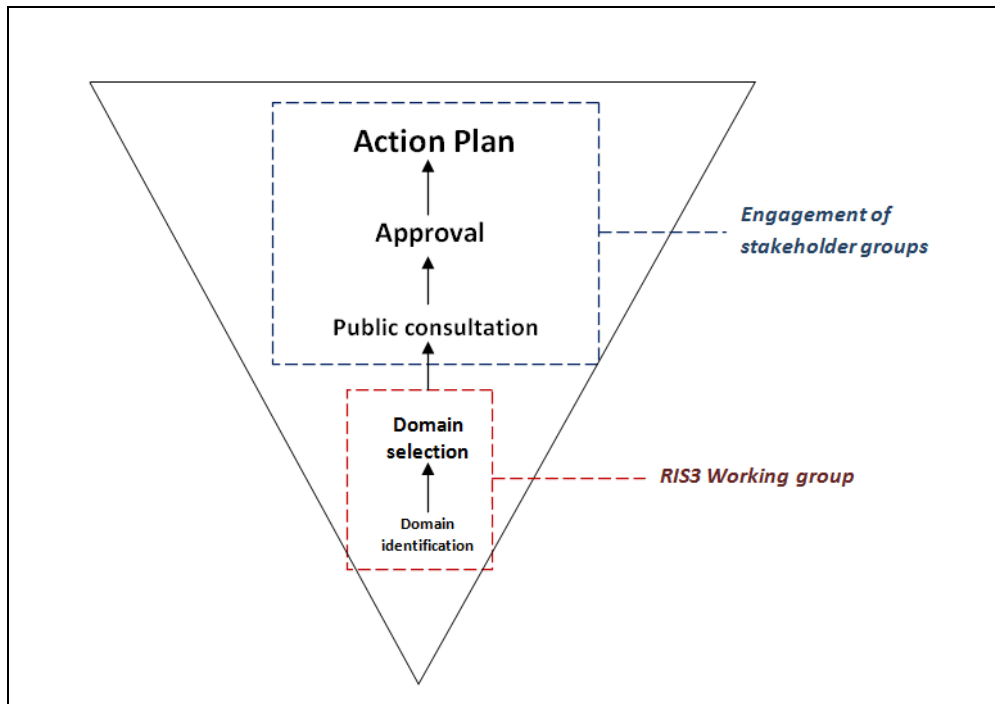 Action Plan
Approval
Engagement of
stakeholder groups
Public consultation
Domain
selection
RIS3 Working group
Domain
identification